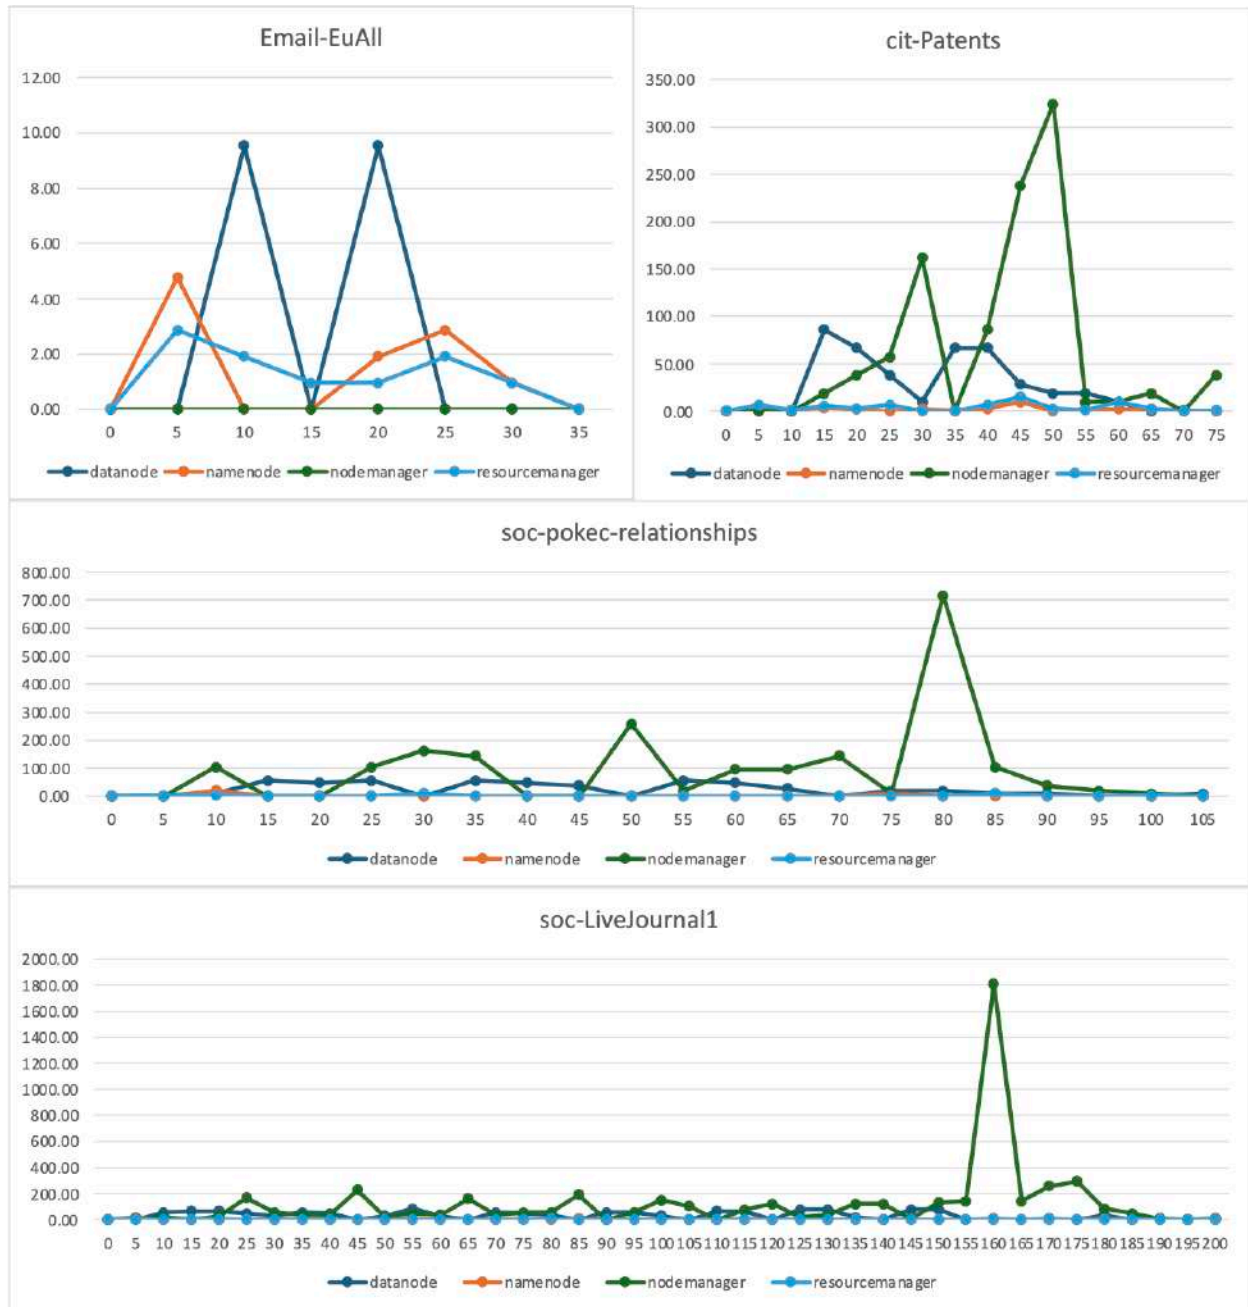 Email-EuAll
12.00
10.00
8.00
6.00
4.00
2.00
0.00
0 5 10 15 20 25 30 35
datanode namenode nodemanager resourcemanager
cit-Patents
350.00
300.00
250.00
200.00
150.00
100.00
50.00
0.00
0 5 10 15 20 25 30 35 40 45 50 55 60 65 70 75
datanode namenode nodemanager resourcemanager
soc-pokec-relationships
800.00
700.00
600.00
500.00
400.00
300.00
200.00
100.00
0.00
0 5 10 15 20 25 30 35 40 45 50 55 60 65 70 75 80 85 90 95 100 105
datanode namenode nodemanager resourcemanager
soc-LiveJournal1
2000.00
1800.00
1600.00
1400.00
1200.00
1000.00
800.00
600.00
400.00
200.00
0.00
0 5 10 15 20 25 30 35 40 45 50 55 60 65 70 75 80 85 90 95 100 105 110 115 120 125 130 135 140 145 150 155 160 165 170 175 180 185 190 195 200
datanode namenode nodemanager resourcemanager